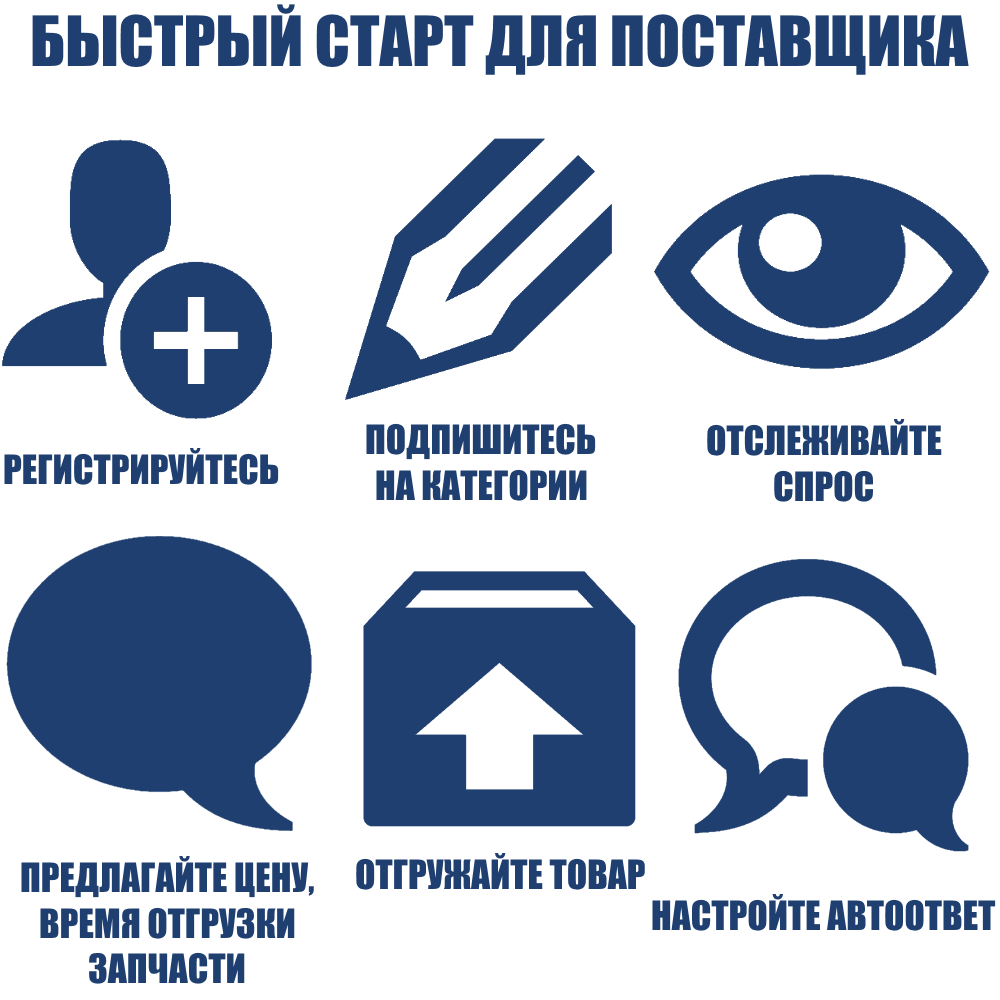 БЫСТРЫЙ СТАРТ ДЛЯ ПОСТАВЩИКА
РЕГИСТРИРУЙТЕСЬ
ПОДПИШИТЕСЬ
НА КАТЕГОРИИ
ОТСЛЕЖИВАЙТЕ
СПРОС
ПРЕДЛАГАЙТЕ ЦЕНУ,
ВРЕМЯ ОТГРУЗКИ
ЗАПЧАСТИ
ОТГРУЖАЙТЕ ТОВАР
НАСТРОЙТЕ АВТООТВЕТ